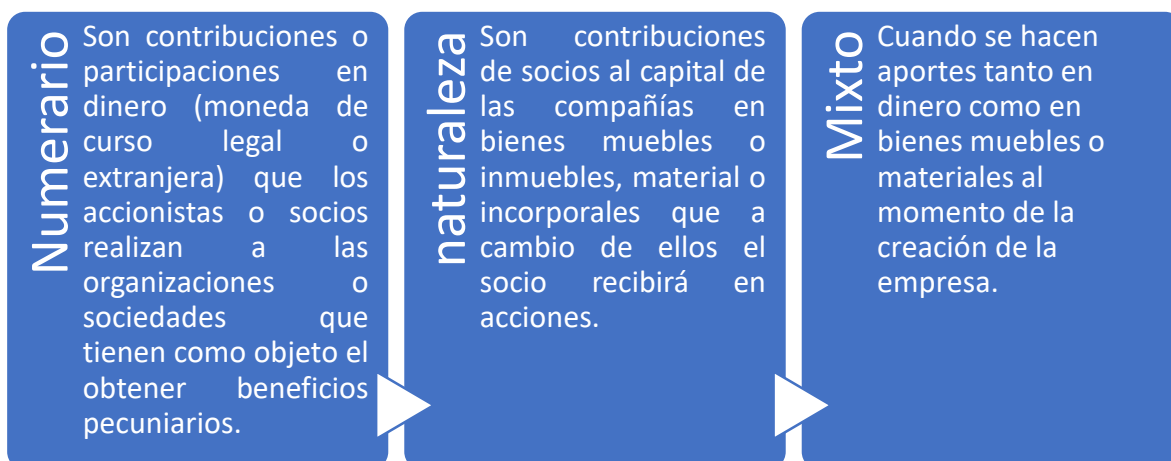 Numerario
Son contribuciones o
participaciones en
dinero (moneda de
curso legal o
extranjera) que los
accionistas o socios
realizan a las
organizaciones o
sociedades que
tienen como objeto el
obtener beneficios
pecuniarios.
naturaleza
Son contribuciones
de socios al capital de
las compañías en
bienes muebles o
inmuebles, material o
incorporales que a
cambio de ellos el
socio recibirá en
acciones.
Mixto
Cuando se hacen
aportes tanto en
dinero como en
bienes muebles o
materiales al
momento de la
creación de la
empresa.